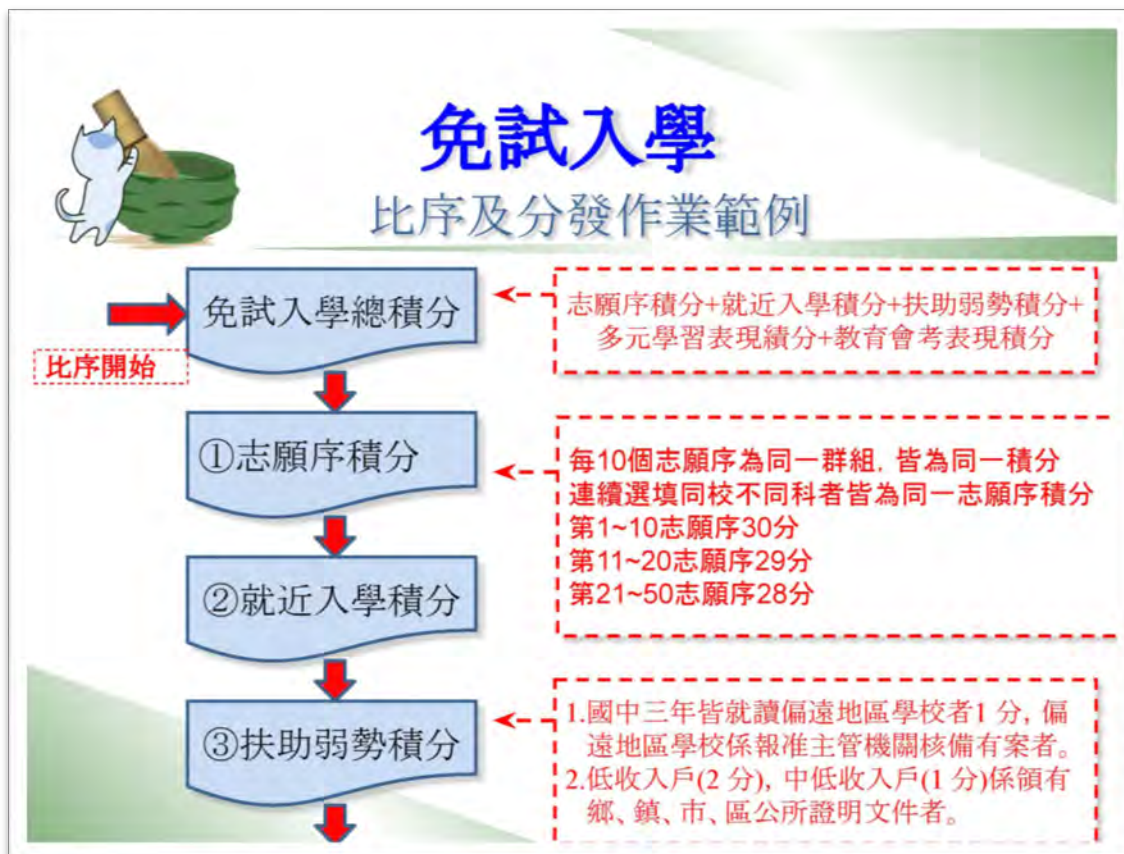 免試入學
比序及分發作業範例
免試入學總積分
志願序積分+就近入學積分+扶助弱勢積分+
多元學習表現績分+教育會考表現積分
比序開始
①志願序積分
每10個志願序為同一群組, 皆為同一積分
連續選填同校不同科者皆為同一志願序積分
第1~10志願序30分
第11~20志願序29分
第21~50志願序28分
②就近入學積分
③扶助弱勢積分
1.國中三年皆就讀偏遠地區學校者1 分, 偏
遠地區學校係報准主管機關核備有案者。
2.低收入戶(2 分), 中低收入戶(1 分)係領有
鄉、鎮、市、區公所證明文件者。